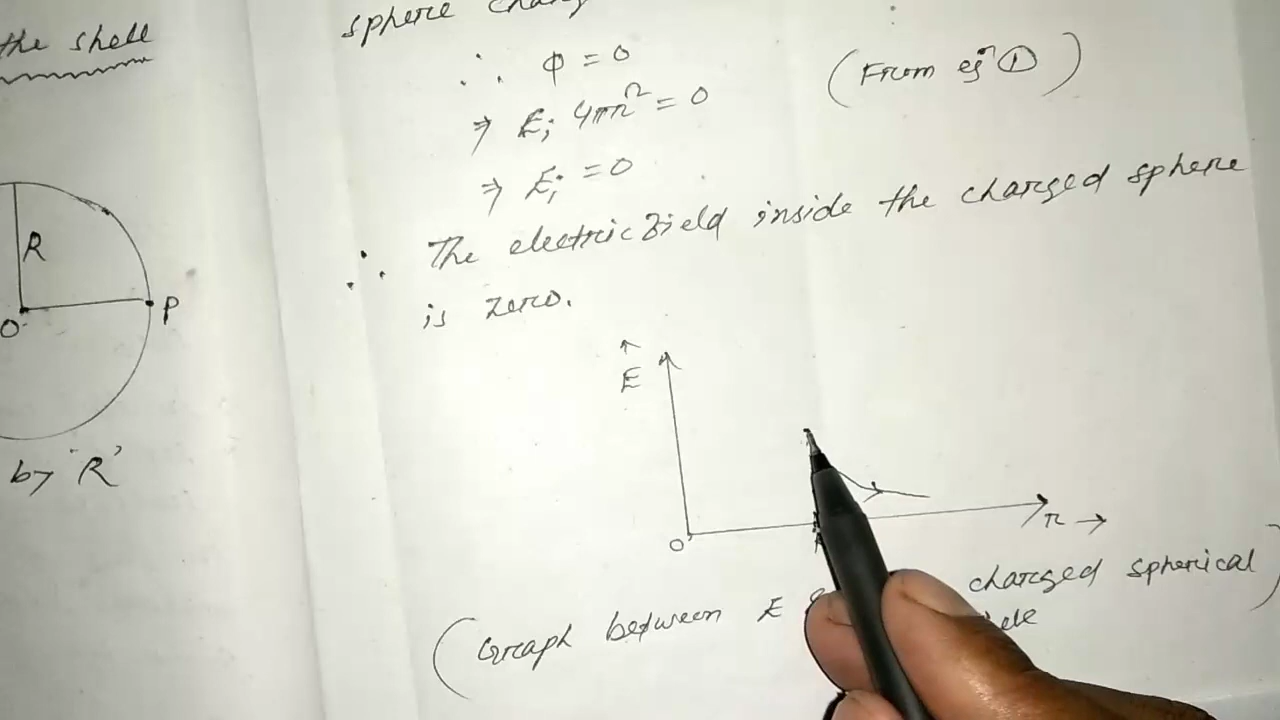 the shell
R
O
P
by 'R'
sphere
∴ φ = 0
(From eqn ①)
⇒ Ei 4πr² = 0
⇒ Ei = 0
∴ The electric field inside the charged sphere
is zero.
↑
E
O
r →
(Graph between E charged spherical)